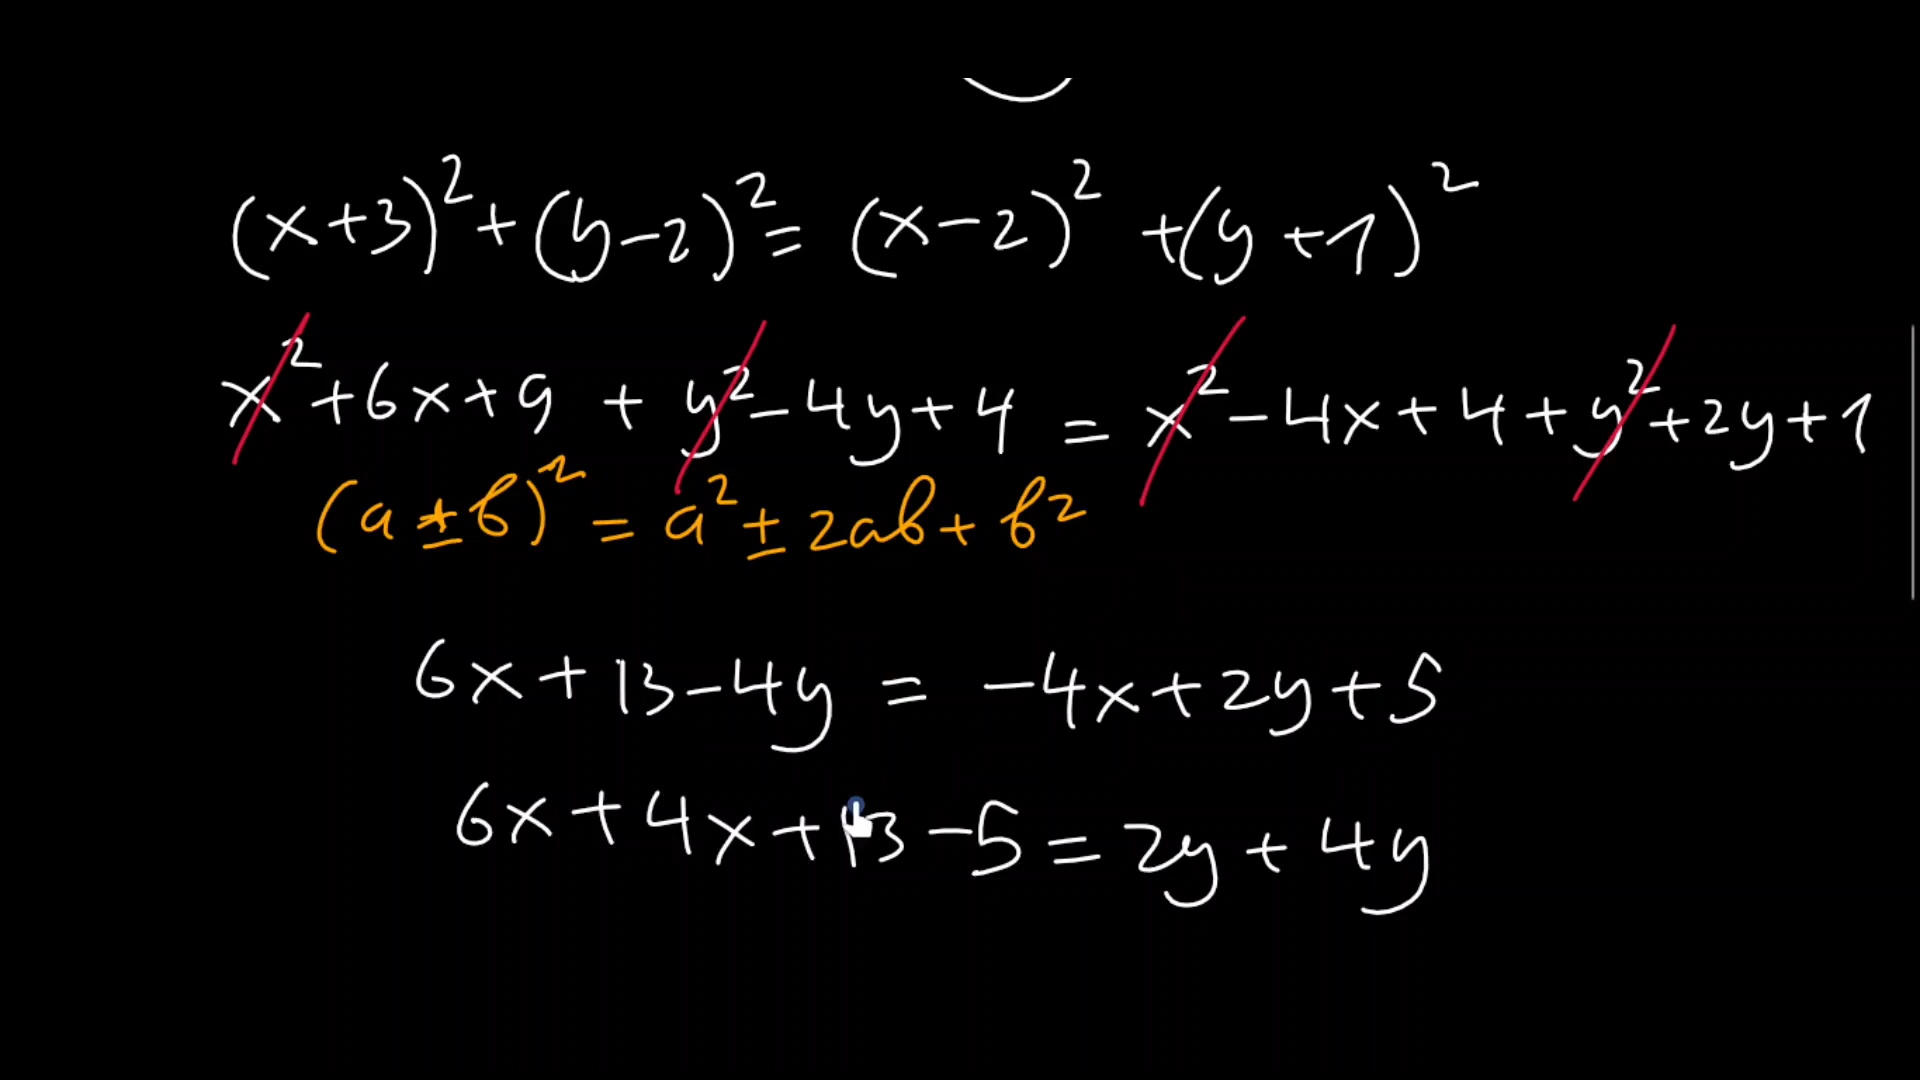 (x+3)²+(y-2)²=(x-2)²+(y+1)²
x²+6x+9+y²-4y+4=x²-4x+4+y²+2y+1
(a±b)²=a²±2ab+b²
6x+13-4y=-4x+2y+5
6x+4x+13-5=2y+4y